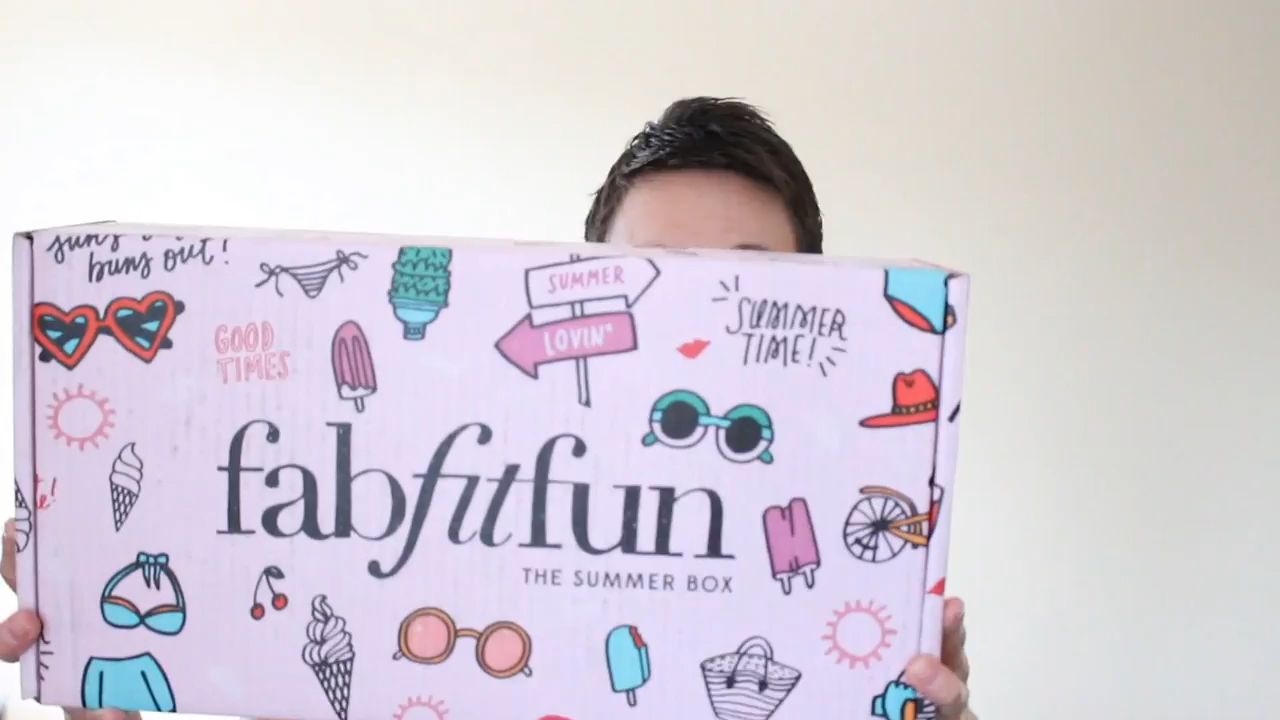 buns out!
GOOD
TIMES
SUMMER
LOVIN'
SUMMER
TIME!
fabfitfun
THE SUMMER BOX